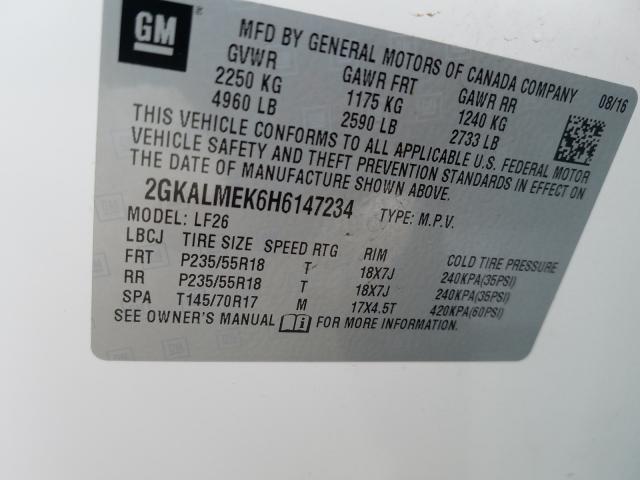 GM
MFD BY GENERAL MOTORS OF CANADA COMPANY
GVWR GAWR FRT GAWR RR 08/16
2250 KG 1175 KG 1240 KG
4960 LB 2590 LB 2733 LB
THIS VEHICLE CONFORMS TO ALL APPLICABLE U.S. FEDERAL MOTOR
VEHICLE SAFETY AND THEFT PREVENTION STANDARDS IN EFFECT ON
THE DATE OF MANUFACTURE SHOWN ABOVE.
2GKALMEK6H6147234 TYPE: M.P.V.
MODEL: LF26
LBCJ TIRE SIZE SPEED RTG RIM COLD TIRE PRESSURE
FRT P235/55R18 T 18X7J 240KPA(35PSI)
RR P235/55R18 T 18X7J 240KPA(35PSI)
SPA T145/70R17 M 17X4.5T 420KPA(60PSI)
SEE OWNER'S MANUAL FOR MORE INFORMATION.